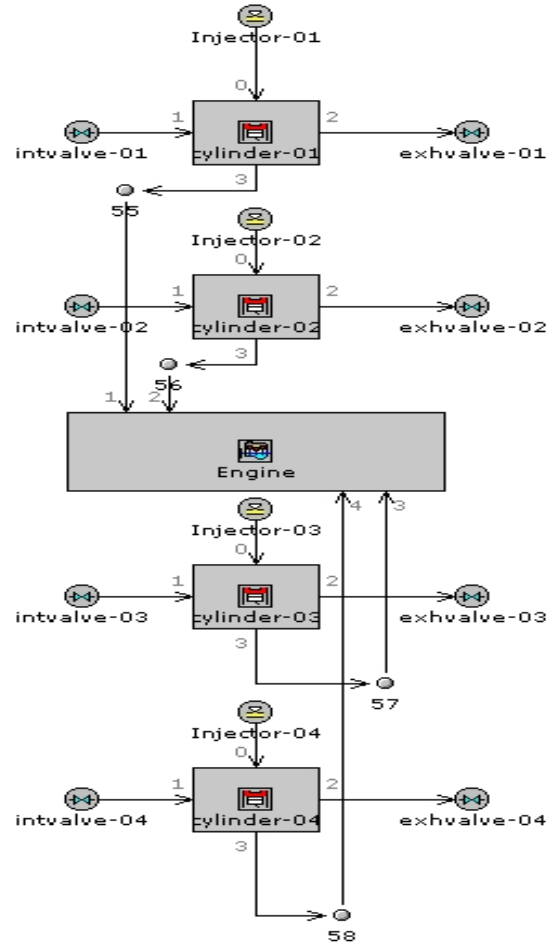 Injector-01
0
1
2
intvalve-01
cylinder-01
exhvalve-01
3
55
Injector-02
0
1
2
intvalve-02
cylinder-02
exhvalve-02
3
56
1
2
Engine
4
3
Injector-03
0
1
2
intvalve-03
cylinder-03
exhvalve-03
3
57
Injector-04
0
1
2
intvalve-04
cylinder-04
exhvalve-04
3
58